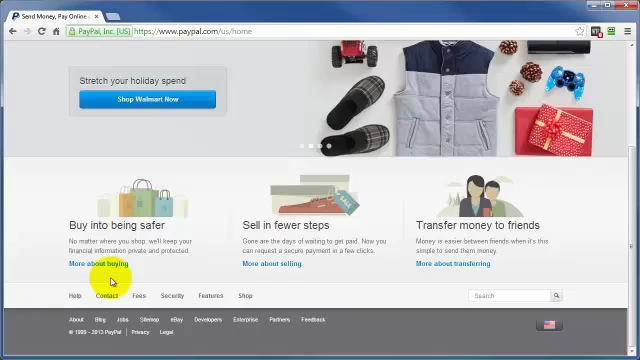 Send Money, Pay Online
PayPal, Inc. [US]
https://www.paypal.com/us/home
Stretch your holiday spend
Shop Walmart Now
SALE
Buy into being safer
No matter where you shop, we'll keep your
financial information private and protected.
More about buying
Sell in fewer steps
Gone are the days of waiting to get paid. Now you
can request a secure payment in a few clicks.
More about selling
Transfer money to friends
Money is easier between friends when it's this
simple to send them money.
More about transferring
Help Contact Fees Security Features Shop
Search
About Blog Jobs Sitemap eBay Developers Enterprise Partners Feedback
© 1999 - 2013 PayPal Privacy Legal